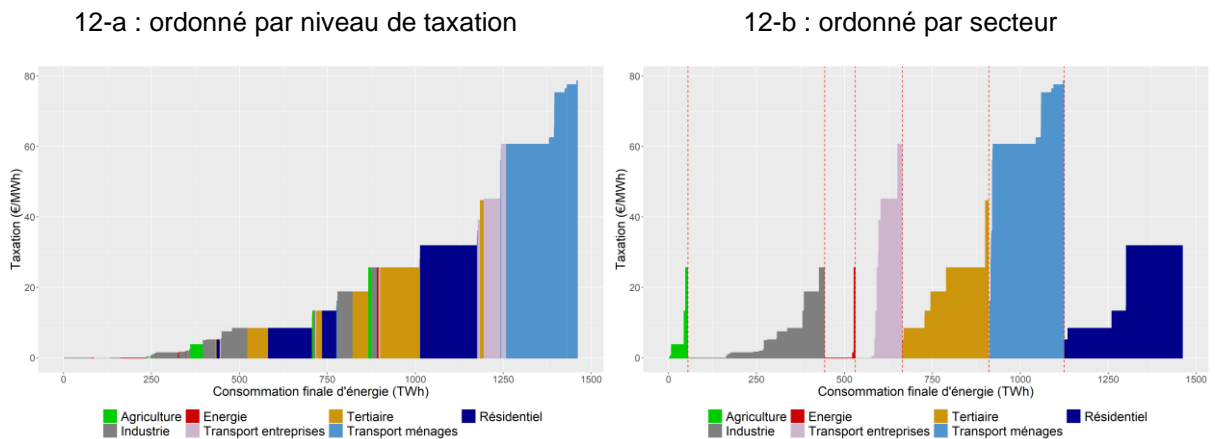 12-a : ordonné par niveau de taxation
12-b : ordonné par secteur
80
60
40
20
0
Taxation (€/MWh)
0 250 500 750 1000 1250 1500
Consommation finale d'énergie (TWh)
Agriculture Energie Tertiaire Résidentiel
Industrie Transport entreprises Transport ménages
80
60
40
20
0
Taxation (€/MWh)
0 250 500 750 1000 1250 1500
Consommation finale d'énergie (TWh)
Agriculture Energie Tertiaire Résidentiel
Industrie Transport entreprises Transport ménages